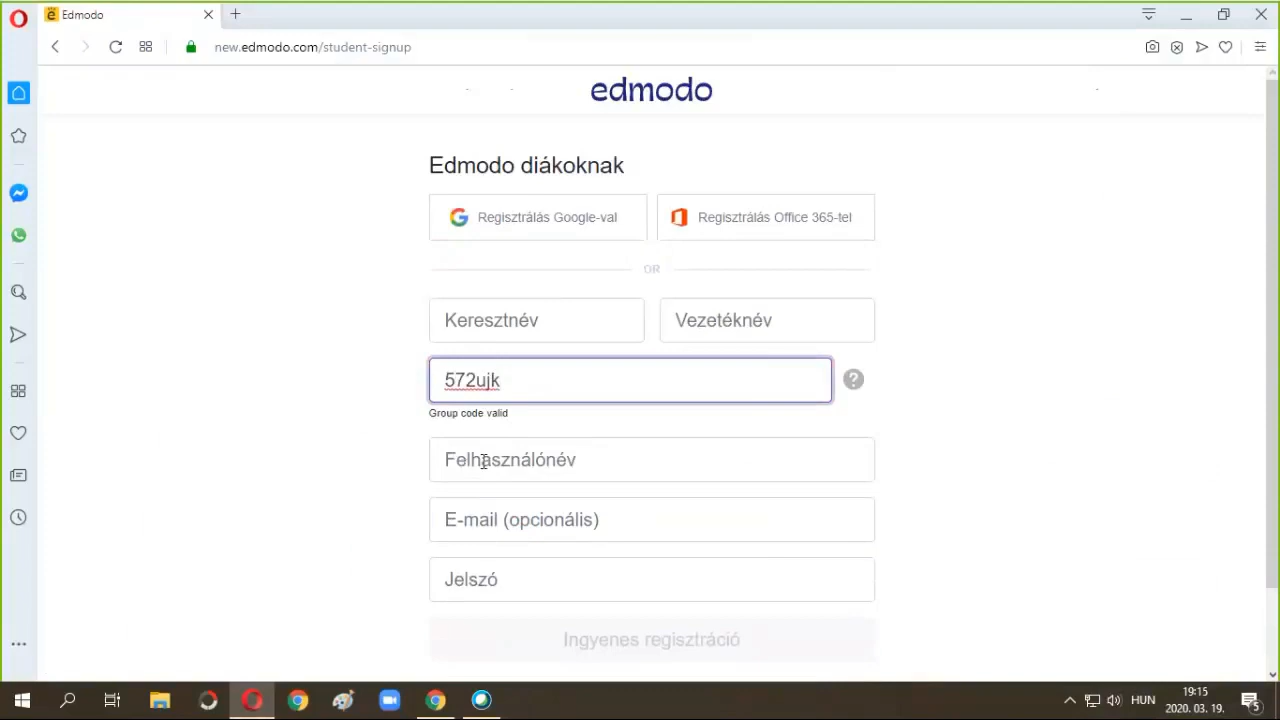 Edmodo
new.edmodo.com/student-signup
edmodo
Edmodo diákoknak
Regisztrálás Google-val
Regisztrálás Office 365-tel
OR
Keresztnév
Vezetéknév
572ujk
?
Group code valid
Felhasználónév
E-mail (opcionális)
Jelszó
Ingyenes regisztráció
HUN
19:15
2020. 03. 19.
5